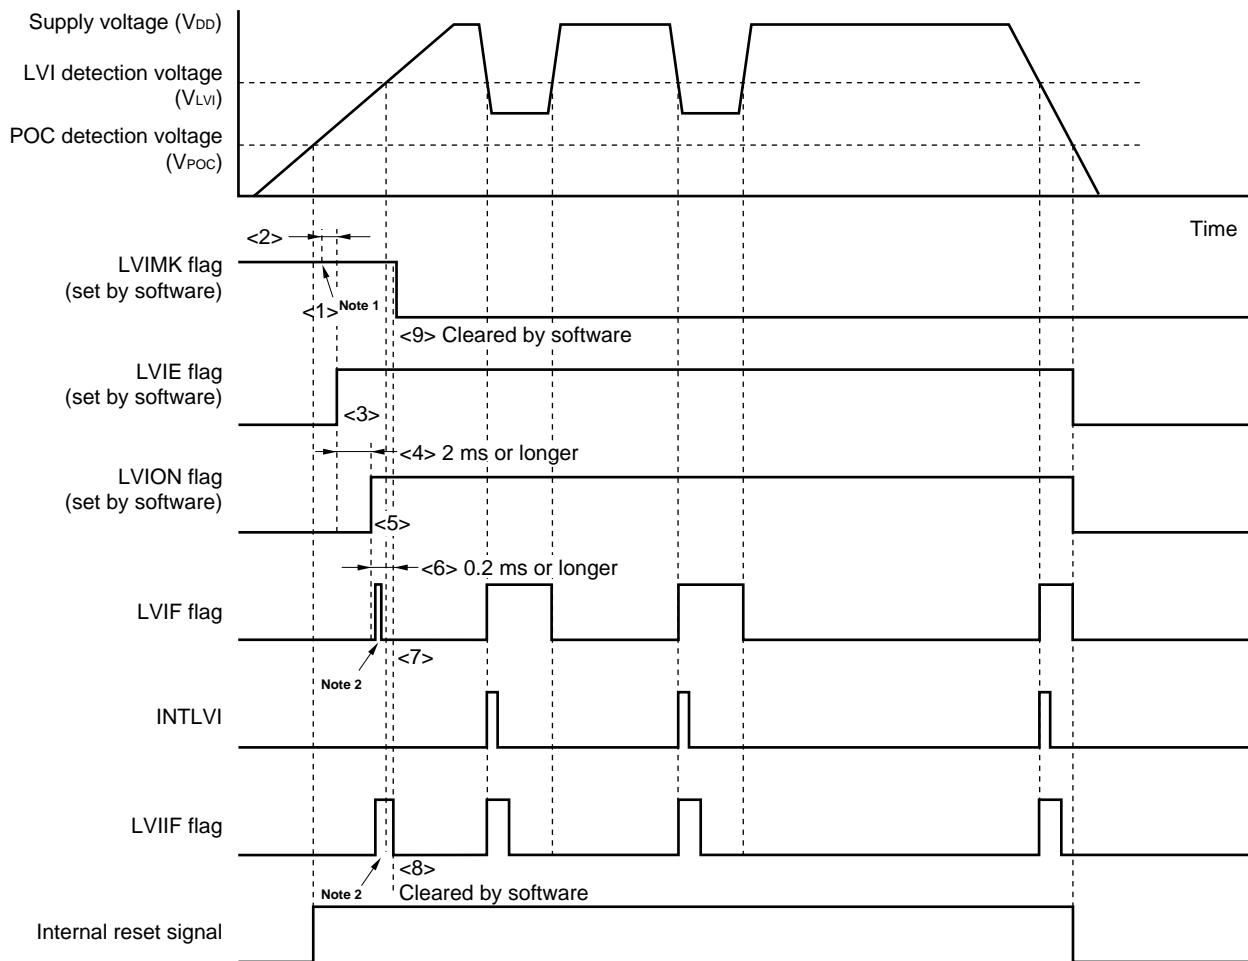 Supply voltage (VDD)
LVI detection voltage
(VLVI)
POC detection voltage
(VPOC)
Time
<2>
LVIMK flag
(set by software)
<1>
Note 1
<9> Cleared by software
LVIE flag
(set by software)
<3>
<4> 2 ms or longer
LVION flag
(set by software)
<5>
<6> 0.2 ms or longer
LVIF flag
<7>
Note 2
INTLVI
LVIIF flag
<8>
Note 2
Cleared by software
Internal reset signal